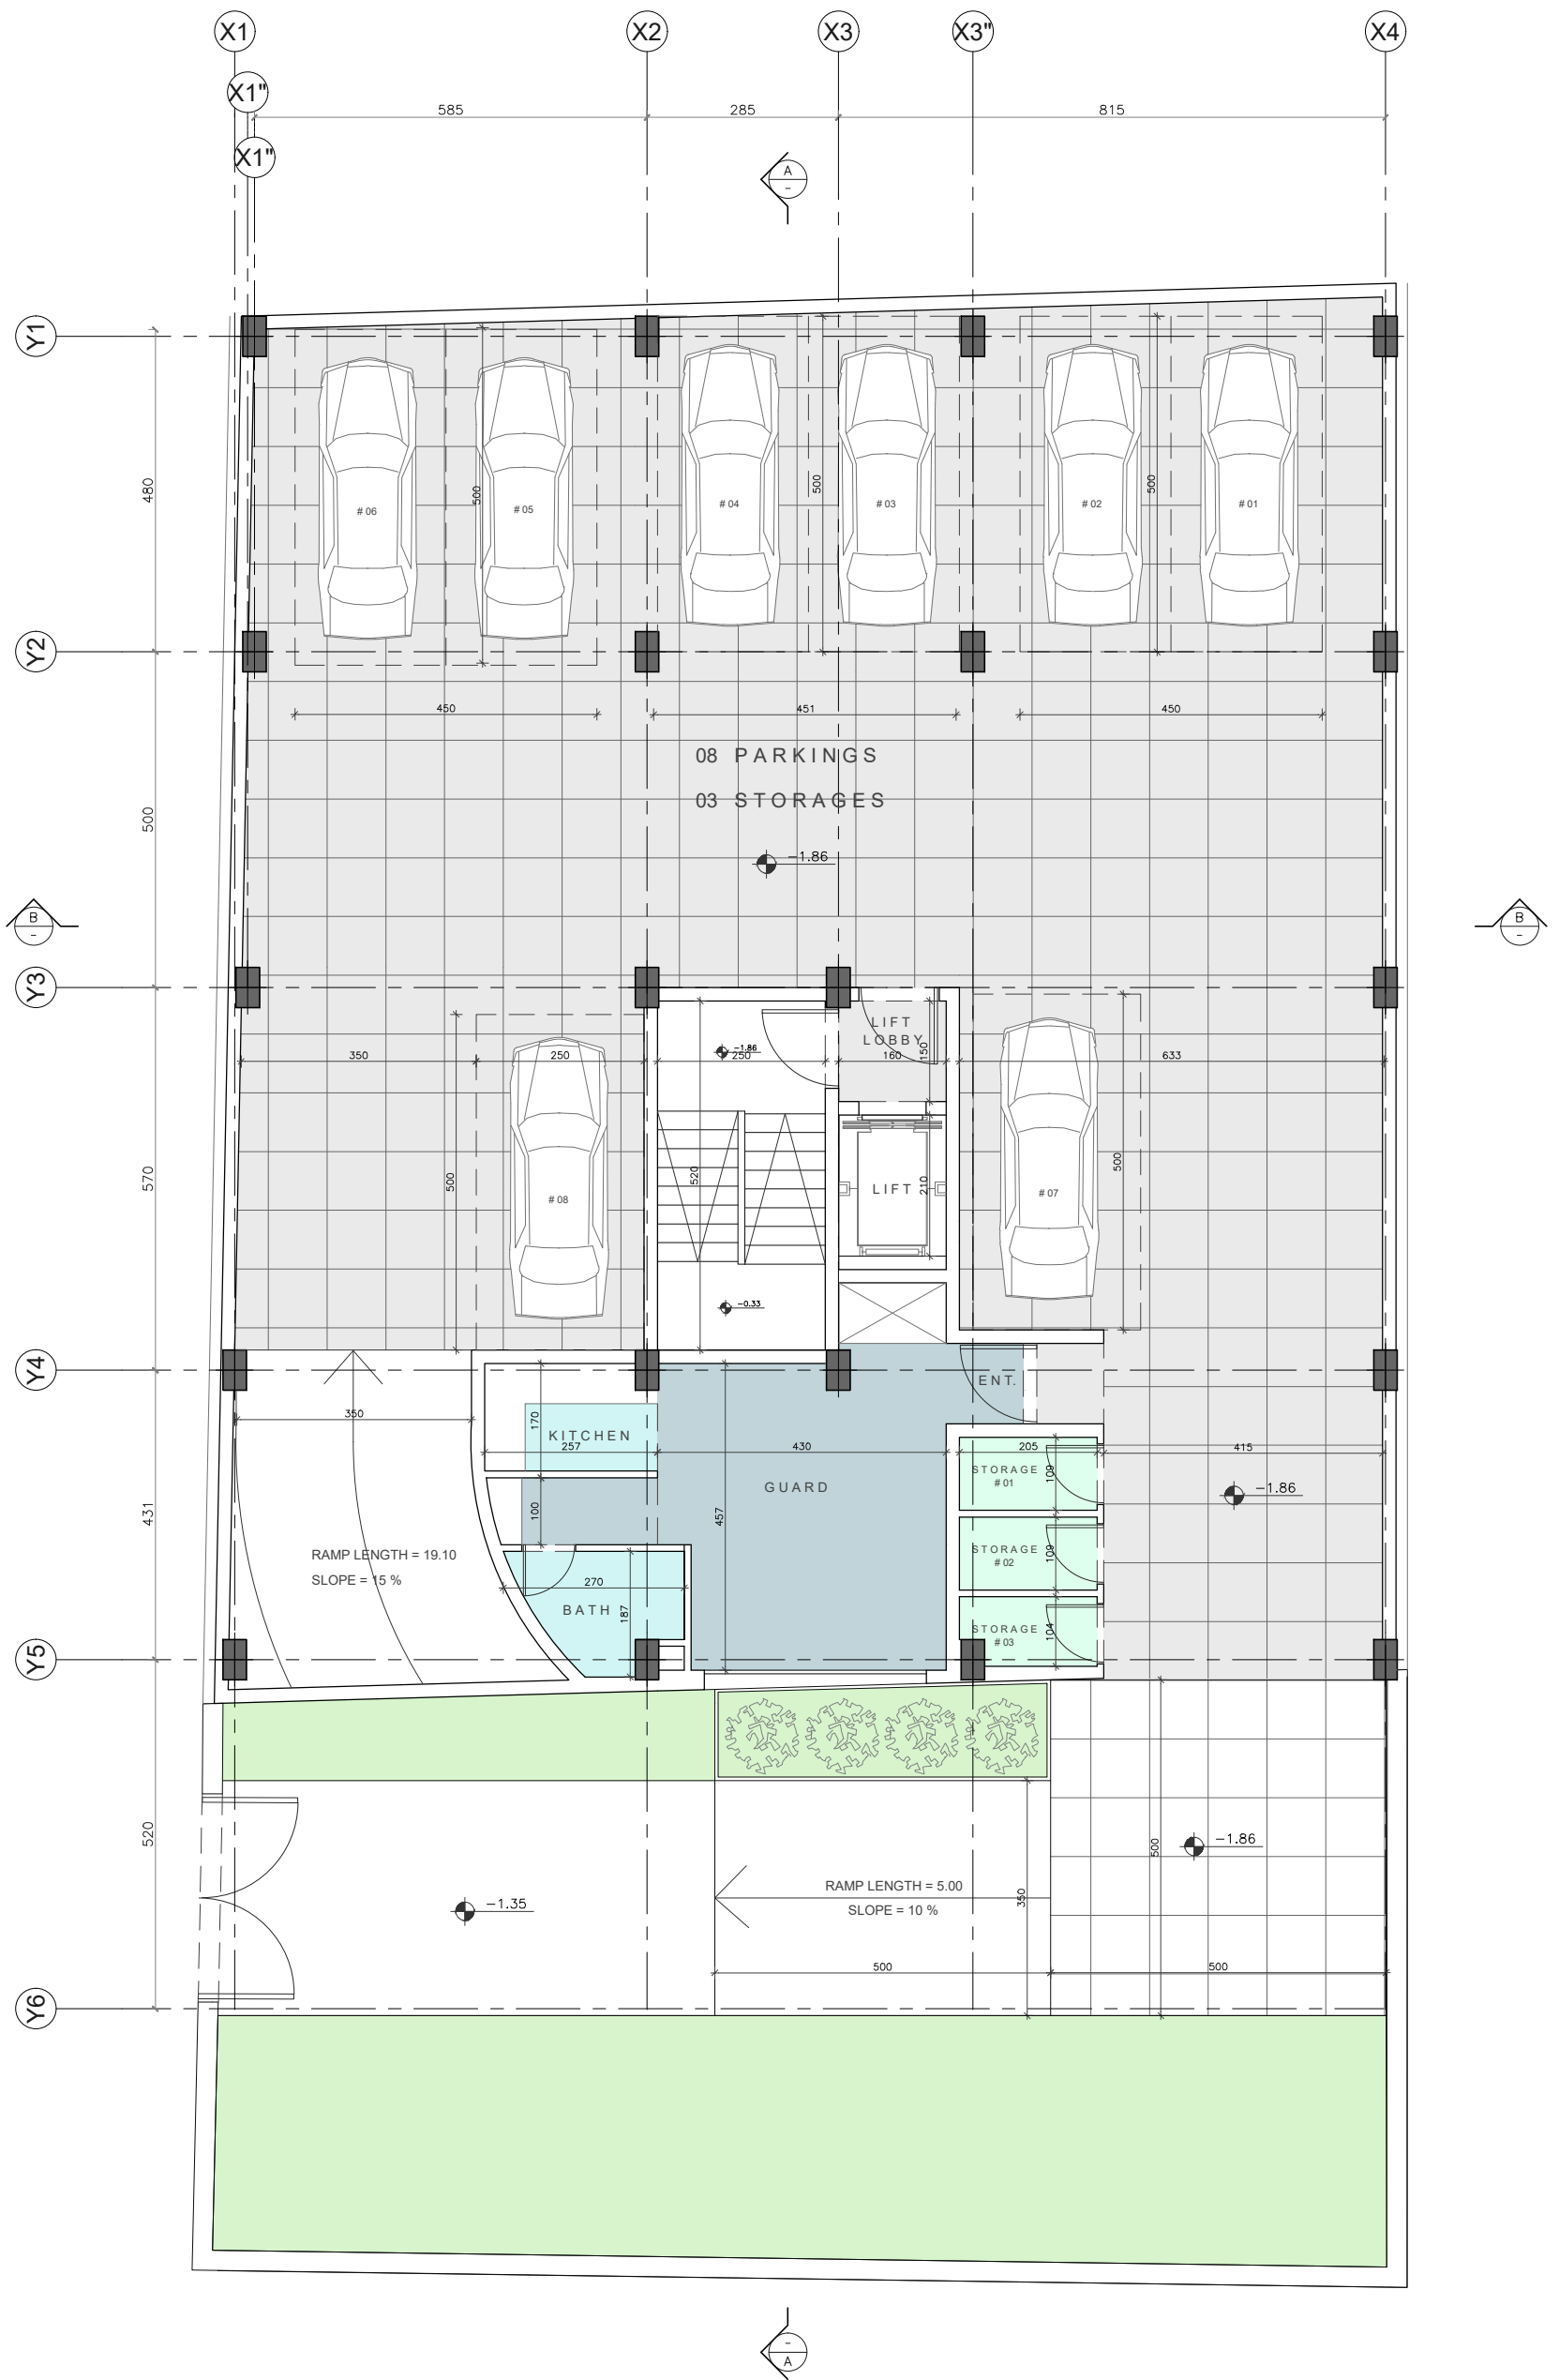 X1
X2
X3
X3"
X4
X1"
X1"
585
285
815
A
-
Y1
480
# 06
500
# 05
# 04
500
# 03
# 02
500
# 01
Y2
450
451
450
08 PARKINGS
03 STORAGES
500
-1.86
B
-
B
-
Y3
LIFT
LOBBY
350
250
-1.86
250
160
150
633
570
500
# 08
520
LIFT
210
# 07
500
-0.33
Y4
ENT.
350
170
KITCHEN
257
430
205
415
STORAGE
# 01
109
GUARD
-1.86
431
100
457
STORAGE
# 02
109
RAMP LENGTH = 19.10
SLOPE = 15 %
270
BATH
187
STORAGE
# 03
104
Y5
520
-1.86
500
RAMP LENGTH = 5.00
SLOPE = 10 %
350
-1.35
500
500
Y6
-
A